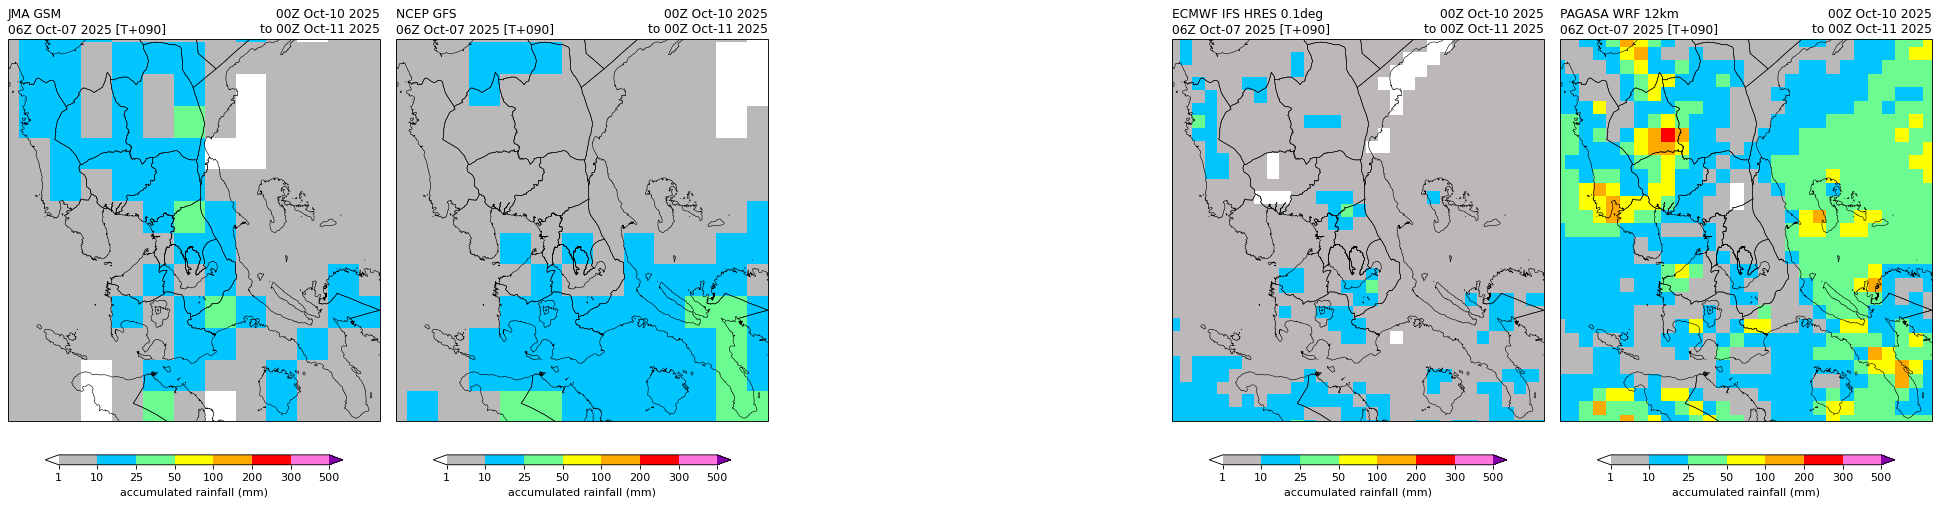 JMA GSM 00Z Oct-10 2025
06Z Oct-07 2025 [T+090] to 00Z Oct-11 2025
1 10 25 50 100 200 300 500
accumulated rainfall (mm)
NCEP GFS 00Z Oct-10 2025
06Z Oct-07 2025 [T+090] to 00Z Oct-11 2025
1 10 25 50 100 200 300 500
accumulated rainfall (mm)
ECMWF IFS HRES 0.1deg 00Z Oct-10 2025
06Z Oct-07 2025 [T+090] to 00Z Oct-11 2025
1 10 25 50 100 200 300 500
accumulated rainfall (mm)
PAGASA WRF 12km 00Z Oct-10 2025
06Z Oct-07 2025 [T+090] to 00Z Oct-11 2025
1 10 25 50 100 200 300 500
accumulated rainfall (mm)